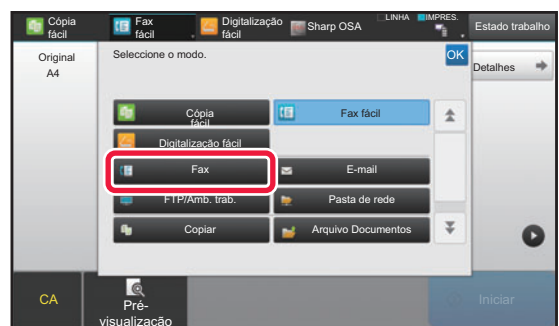 Cópia
fácil
Fax
fácil
Digitalização
fácil
Sharp OSA
LINHA
IMPRES.
Estado trabalho
Original
A4
Seleccione o modo.
OK
Detalhes
Cópia
fácil
Fax fácil
Digitalização fácil
Fax
E-mail
FTP/Amb. trab.
Pasta de rede
Copiar
Arquivo Documentos
CA
Pré-
visualização
Iniciar